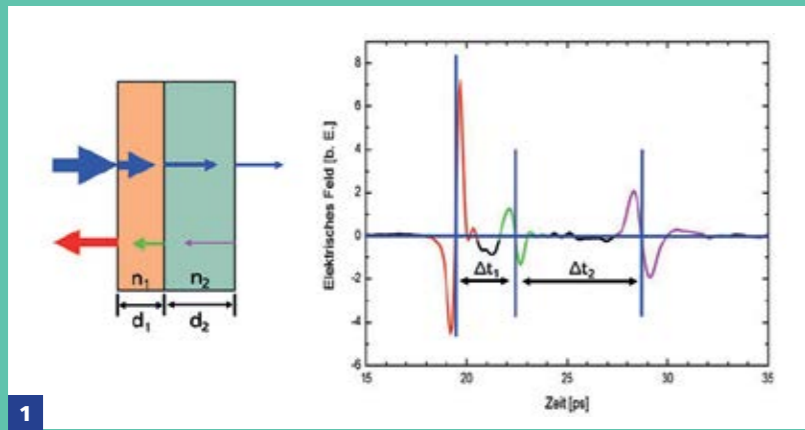 n₁
n₂
d₁
d₂
Elektrisches Feld [b. E.]
8
6
4
2
0
-2
-4
-6
Δt₁
Δt₂
15
20
25
30
35
Zeit [ps]
1